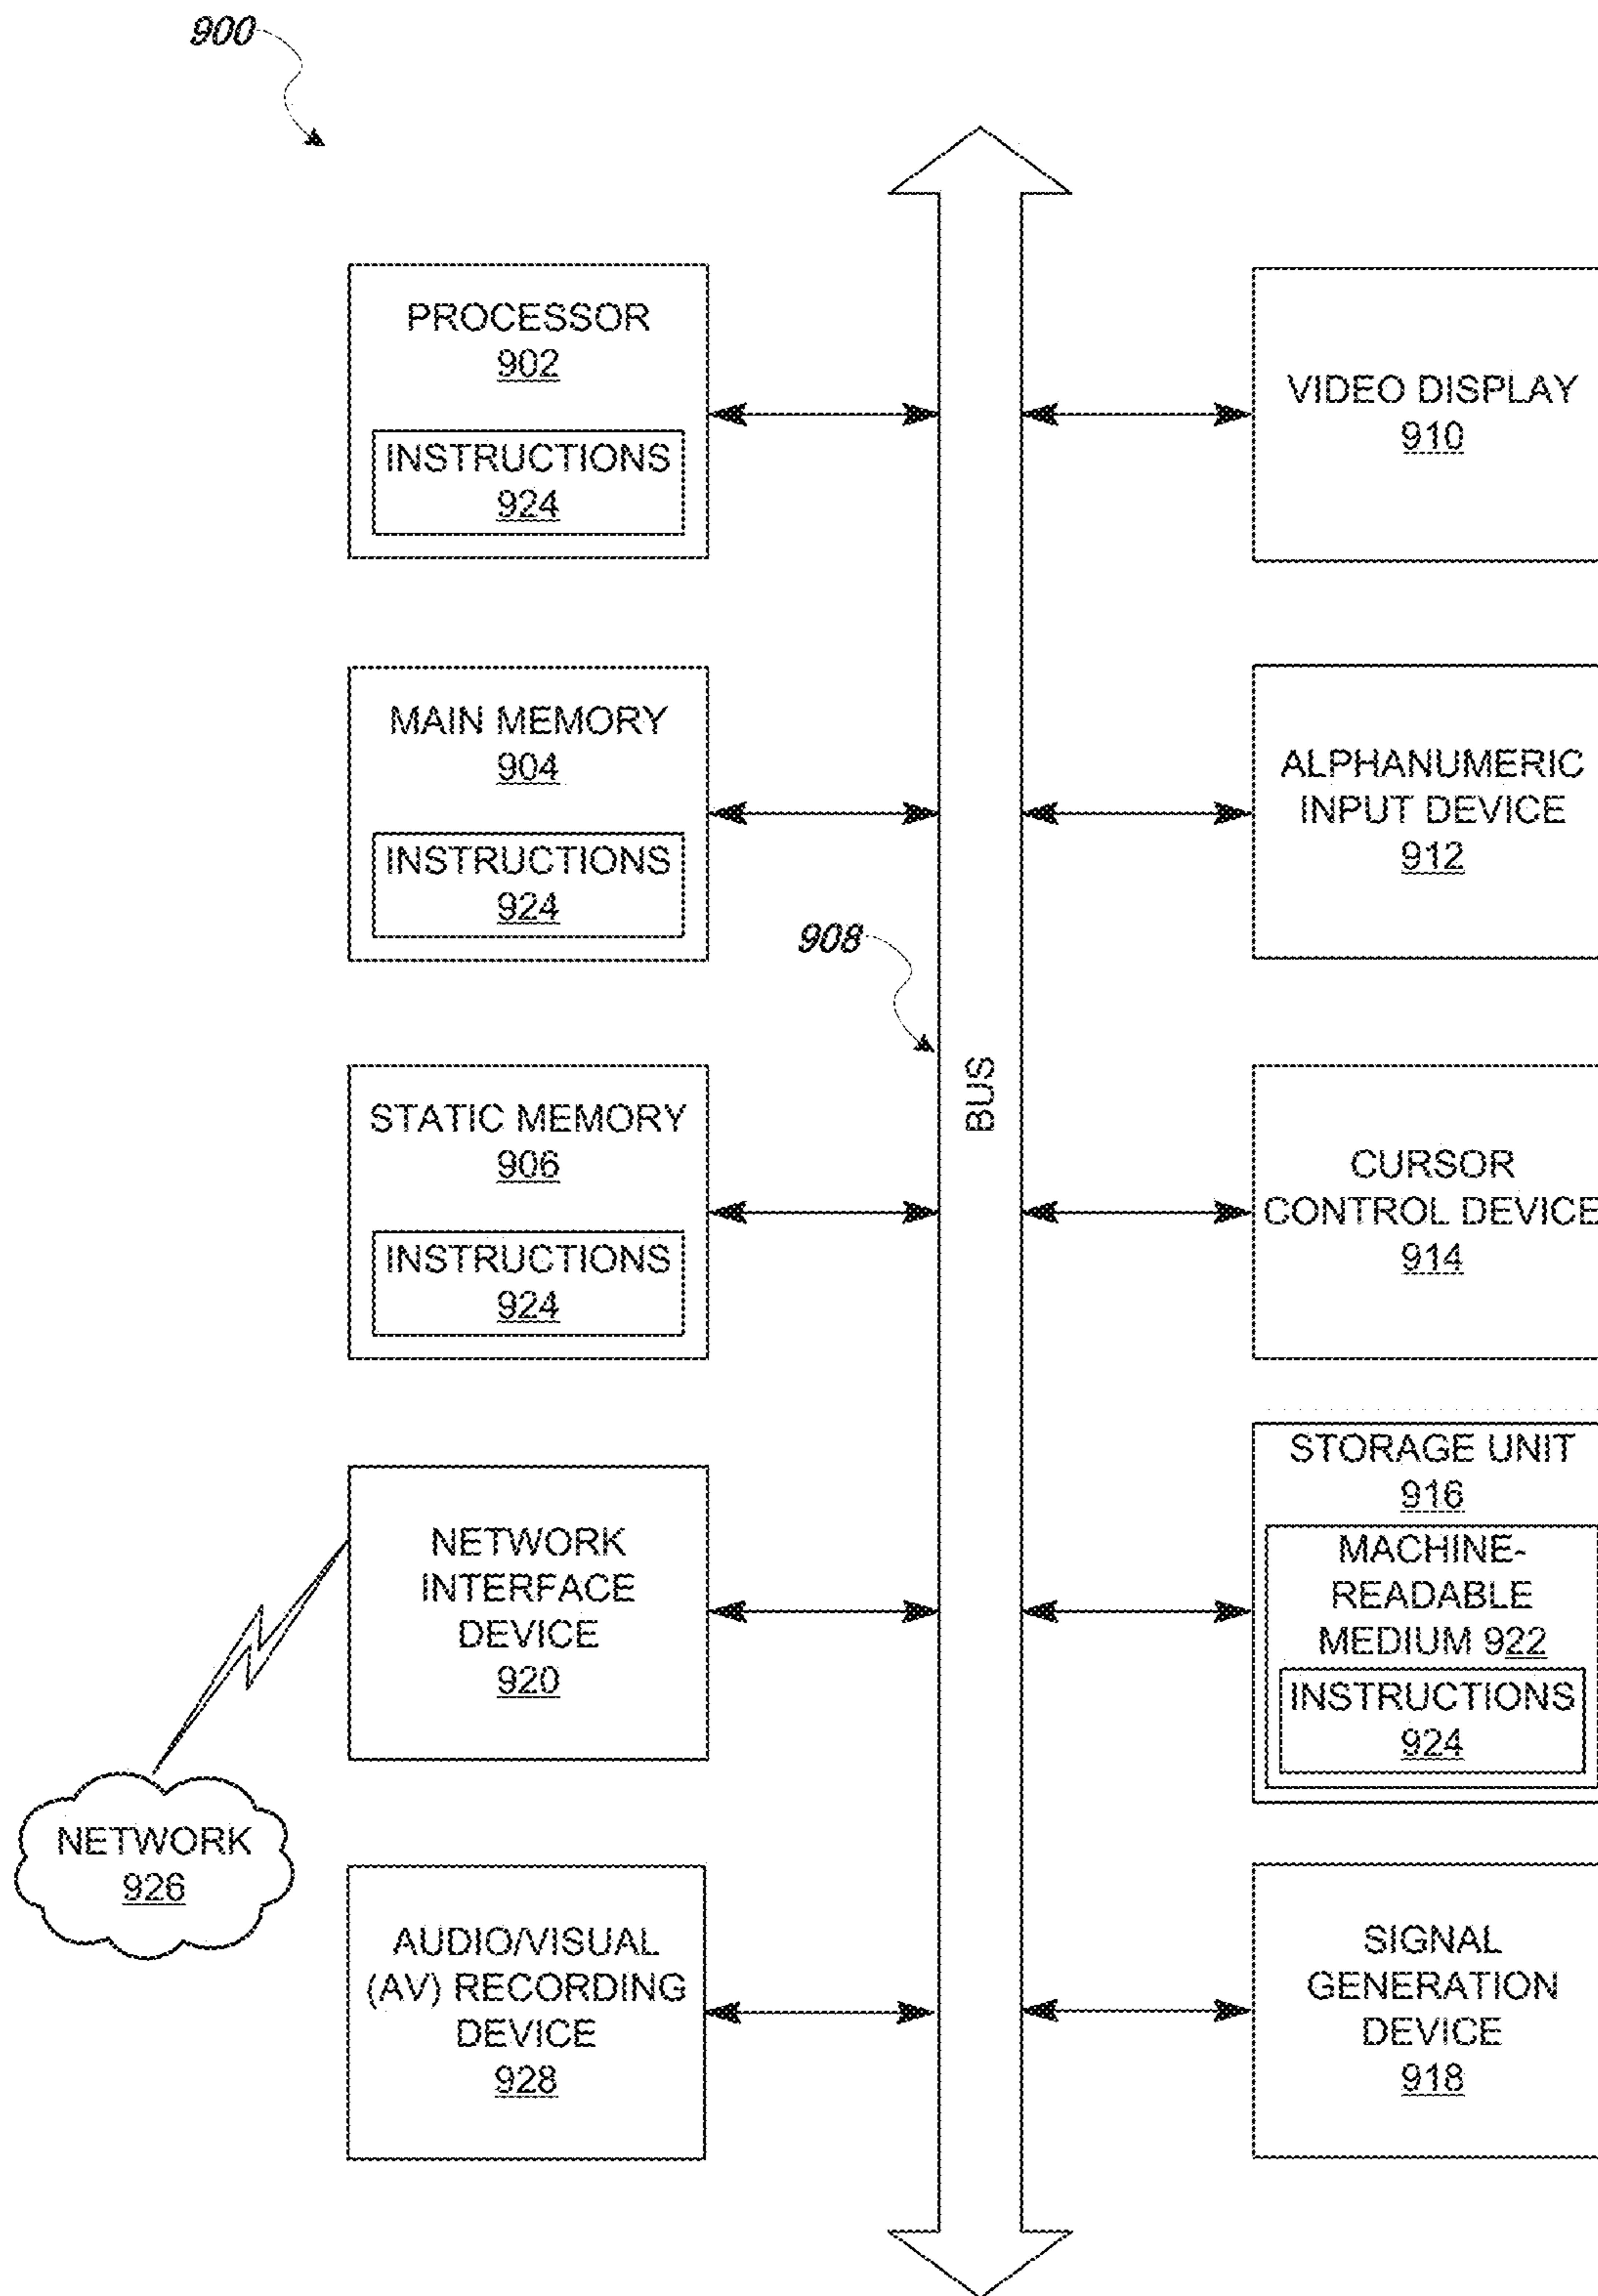 900
PROCESSOR
902
INSTRUCTIONS
924
MAIN MEMORY
904
INSTRUCTIONS
924
STATIC MEMORY
906
INSTRUCTIONS
924
NETWORK
INTERFACE
DEVICE
920
NETWORK
926
AUDIO/VISUAL
(AV) RECORDING
DEVICE
928
908
BUS
VIDEO DISPLAY
910
ALPHANUMERIC
INPUT DEVICE
912
CURSOR
CONTROL DEVICE
914
STORAGE UNIT
916
MACHINE-
READABLE
MEDIUM 922
INSTRUCTIONS
924
SIGNAL
GENERATION
DEVICE
918